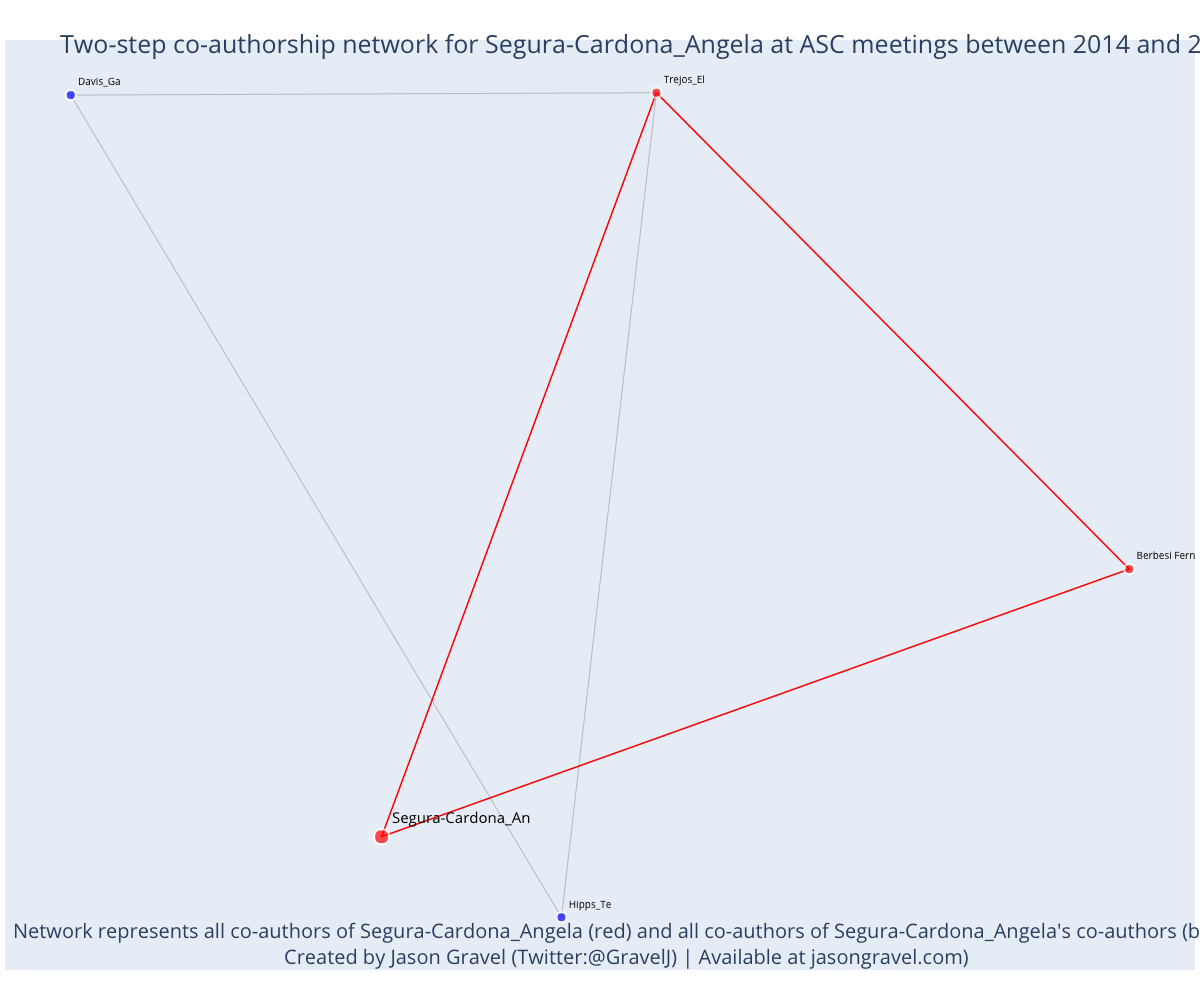 Two-step co-authorship network for Segura-Cardona_Angela at ASC meetings between 2014 and 2
Davis_Ga
Trejos_El
Berbesi Fern
Segura-Cardona_An
Hipps_Te
Network represents all co-authors of Segura-Cardona_Angela (red) and all co-authors of Segura-Cardona_Angela's co-authors (b
Created by Jason Gravel (Twitter:@GravelJ) | Available at jasongravel.com)